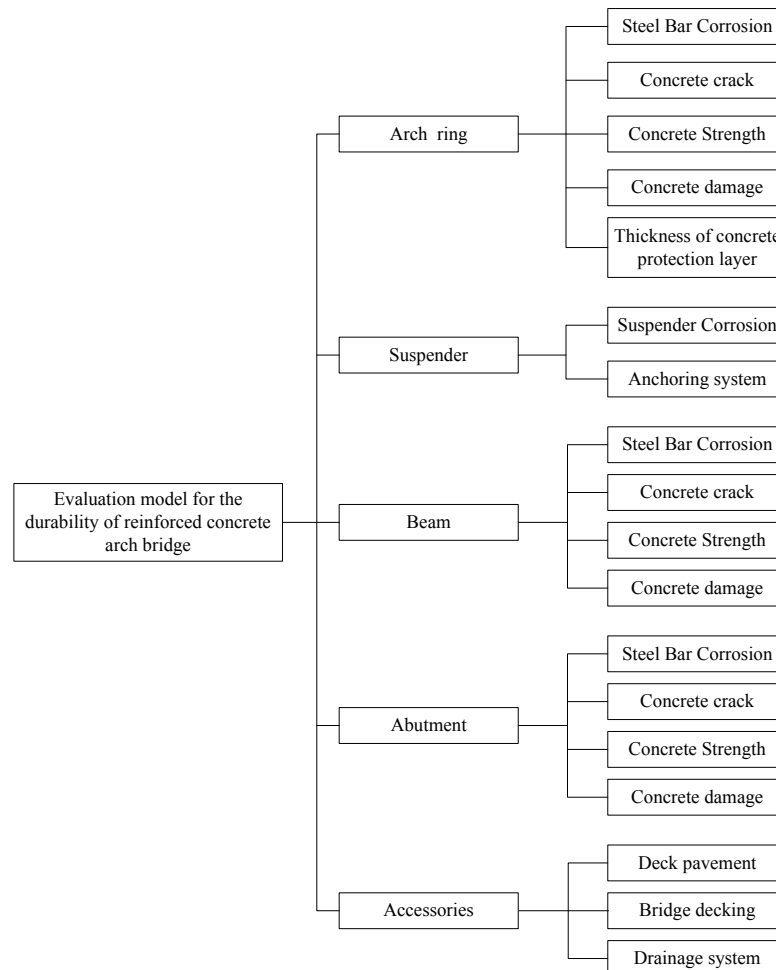 Evaluation model for the
durability of reinforced concrete
arch bridge
Arch ring
Steel Bar Corrosion
Concrete crack
Concrete Strength
Concrete damage
Thickness of concrete
protection layer
Suspender
Suspender Corrosion
Anchoring system
Beam
Steel Bar Corrosion
Concrete crack
Concrete Strength
Concrete damage
Abutment
Steel Bar Corrosion
Concrete crack
Concrete Strength
Concrete damage
Accessories
Deck pavement
Bridge decking
Drainage system